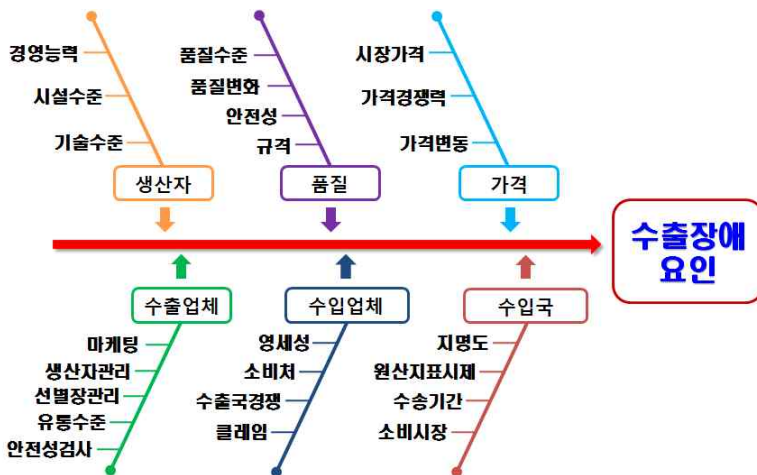 경영능력
시설수준
기술수준
생산자
품질수준
품질변화
안전성
규격
품질
시장가격
가격경쟁력
가격변동
가격
수출장애
요인
수출업체
마케팅
생산자관리
선별장관리
유통수준
안전성검사
수입업체
영세성
소비처
수출국경쟁
클레임
수입국
지명도
원산지표시제
수송기간
소비시장